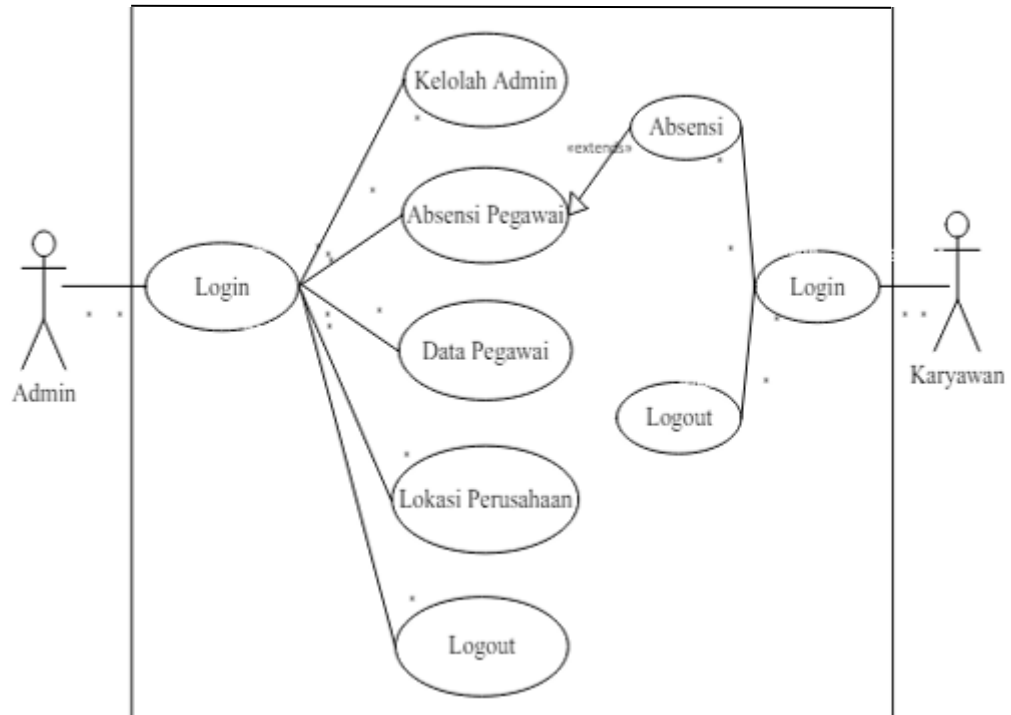 Kelolah Admin
Absensi
«extends»
Absensi Pegawai
Login
Login
Data Pegawai
Admin
Karyawan
Logout
Lokasi Perusahaan
Logout